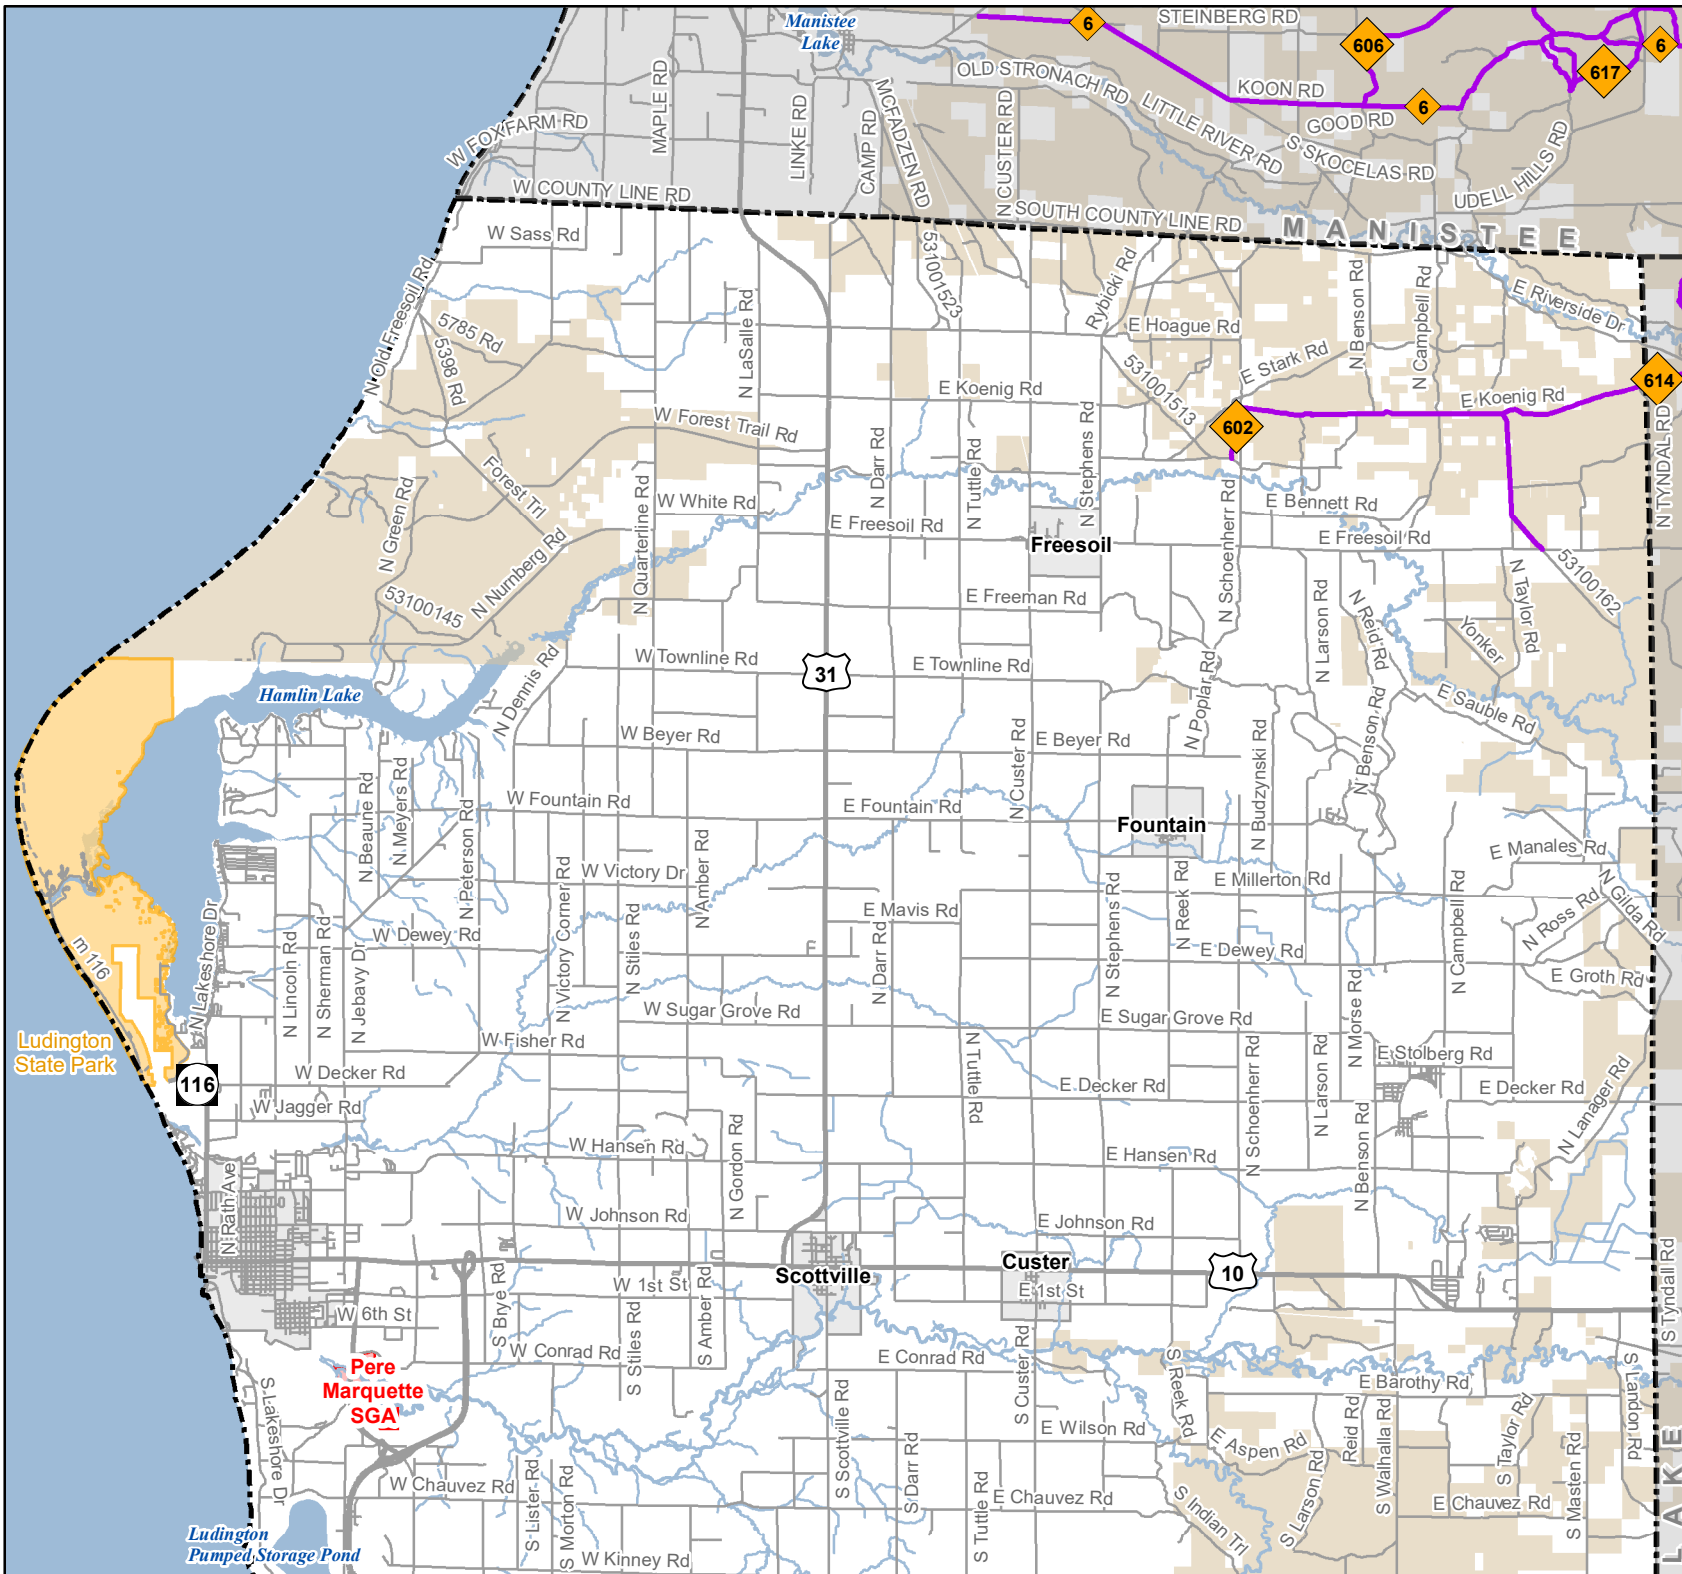 Manistee
Lake
6
STEINBERG RD
606
617
6
OLD STRONACH RD
KOON RD
6
GOOD RD
LITTLE RIVER RD
S SKOCELAS RD
UDELL HILLS RD
MAPLE RD
LINKE RD
CAMP RD
MCFADZEN RD
N CUSTER RD
W FOX FARM RD
W COUNTY LINE RD
SOUTH COUNTY LINE RD
MANISTEE
W Sass Rd
N Old Freesoil Rd
5785 Rd
5398 Rd
N LaSalle Rd
531001523
Rybicki Rd
E Hoague Rd
N Benson Rd
N Campbell Rd
E Riverside Dr
E Stark Rd
531001513
E Koenig Rd
E Koenig Rd
614
602
N TYNDAL RD
W Forest Trail Rd
N Darr Rd
N Tuttle Rd
N Stephens Rd
Forest Trl
N Green Rd
W White Rd
N Quarterline Rd
E Freesoil Rd
Freesoil
E Bennett Rd
E Freesoil Rd
N Schoenherr Rd
N Nurnberg Rd
53100145
53100162
E Freeman Rd
N Larson Rd
N Reid Rd
Yonker
N Taylor Rd
W Townline Rd
31
E Townline Rd
N Dennis Rd
Hamlin Lake
N Poplar Rd
E Sauble Rd
W Beyer Rd
E Beyer Rd
N Custer Rd
N Budzynski Rd
N Benson Rd
N Beaune Rd
N Meyers Rd
N Peterson Rd
W Fountain Rd
E Fountain Rd
Fountain
E Manales Rd
W Victory Dr
N Amber Rd
E Millerton Rd
N Lakeshore Dr
N Lincoln Rd
N Sherman Rd
N Jebavy Dr
W Dewey Rd
N Victory Corner Rd
N Stiles Rd
E Mavis Rd
N Darr Rd
N Stephens Rd
N Reek Rd
E Dewey Rd
N Campbell Rd
N Ross Rd
N Gilda Rd
E Groth Rd
m 116
W Sugar Grove Rd
E Sugar Grove Rd
N Morse Rd
Ludington
State Park
W Fisher Rd
N Tuttle Rd
E Stolberg Rd
116
W Decker Rd
E Decker Rd
E Decker Rd
W Jagger Rd
N Schoenherr Rd
N Larson Rd
N Benson Rd
N Lanager Rd
W Hansen Rd
N Gordon Rd
E Hansen Rd
N Rath Ave
W Johnson Rd
E Johnson Rd
Scottville
Custer
10
S Tyndall Rd
W 1st St
E 1st St
W 6th St
S Brye Rd
S Stiles Rd
S Amber Rd
W Conrad Rd
E Conrad Rd
S Custer Rd
S Reek Rd
E Barothy Rd
S Landon Rd
Pere
Marquette
SGA
S Lakeshore Dr
S Scottville Rd
E Wilson Rd
E Aspen Rd
Reid Rd
S Walhalla Rd
S Taylor Rd
W Chauvez Rd
S Lister Rd
S Morton Rd
S Darr Rd
S Tuttle Rd
E Chauvez Rd
S Indian Trl
S Larson Rd
E Chauvez Rd
S Masten Rd
LAKE
Ludington
Pumped Storage Pond
W Kinney Rd